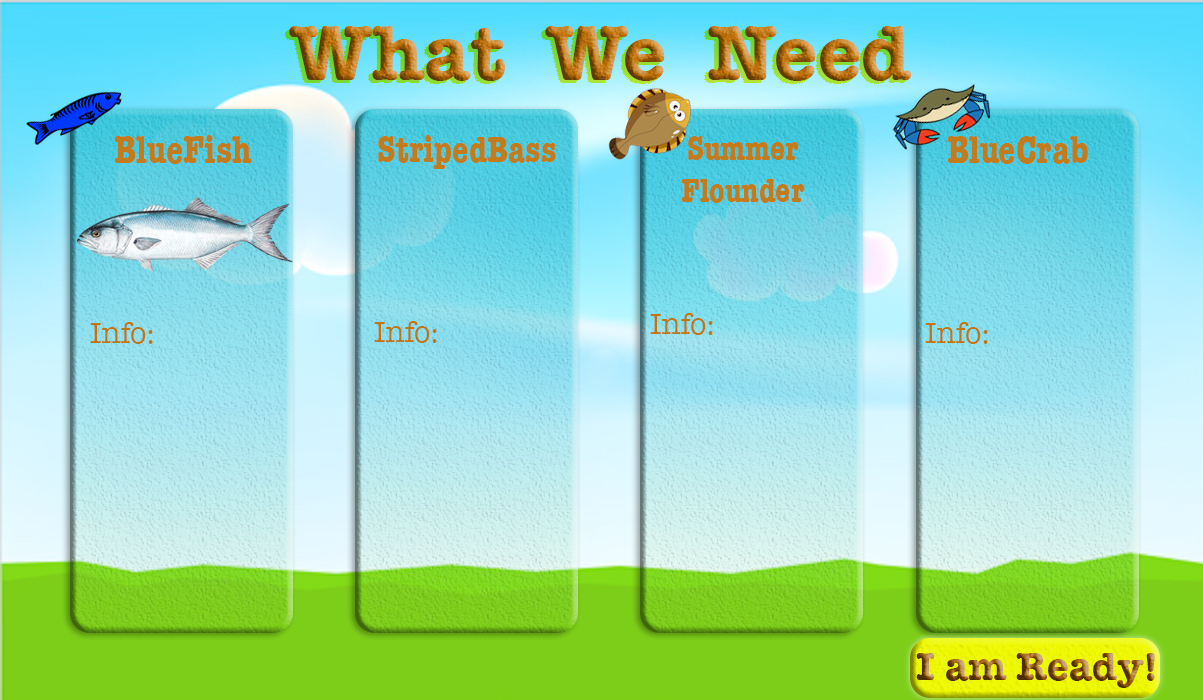 What We Need
BlueFish
StripedBass
Summer
Flounder
BlueCrab
Info:
Info:
Info:
Info:
I am Ready!